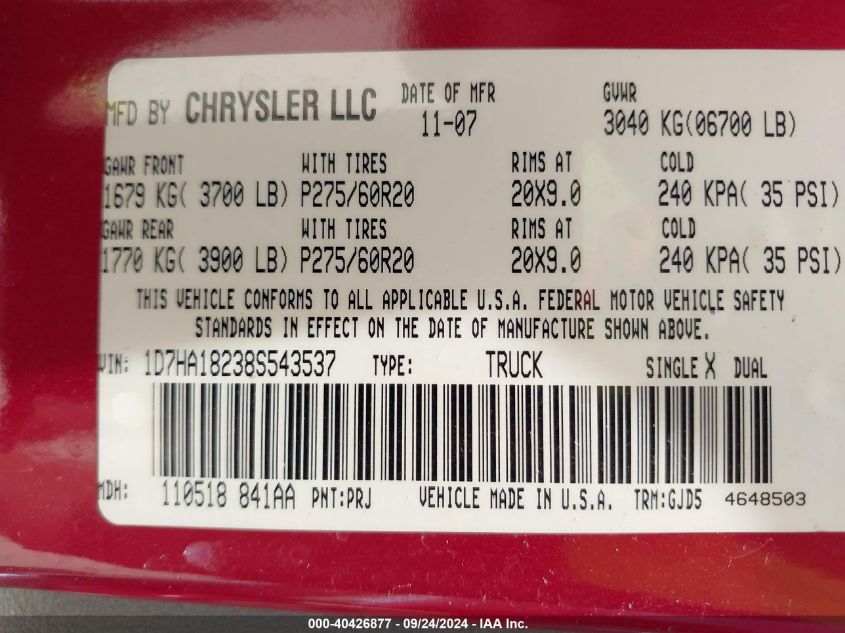 MFD BY CHRYSLER LLC DATE OF MFR GVWR
11-07 3040 KG(06700 LB)
GAWR FRONT WITH TIRES RIMS AT COLD
1679 KG( 3700 LB) P275/60R20 20X9.0 240 KPA( 35 PSI)
GAWR REAR WITH TIRES RIMS AT COLD
1770 KG( 3900 LB) P275/60R20 20X9.0 240 KPA( 35 PSI)
THIS VEHICLE CONFORMS TO ALL APPLICABLE U.S.A. FEDERAL MOTOR VEHICLE SAFETY
STANDARDS IN EFFECT ON THE DATE OF MANUFACTURE SHOWN ABOVE.
VIN: 1D7HA18238S543537 TYPE: TRUCK SINGLE X DUAL
MDH: 110518 841AA PNT:PRJ VEHICLE MADE IN U.S.A. TRM:GJD5 4648503
000-40426877 - 09/24/2024 - IAA Inc.